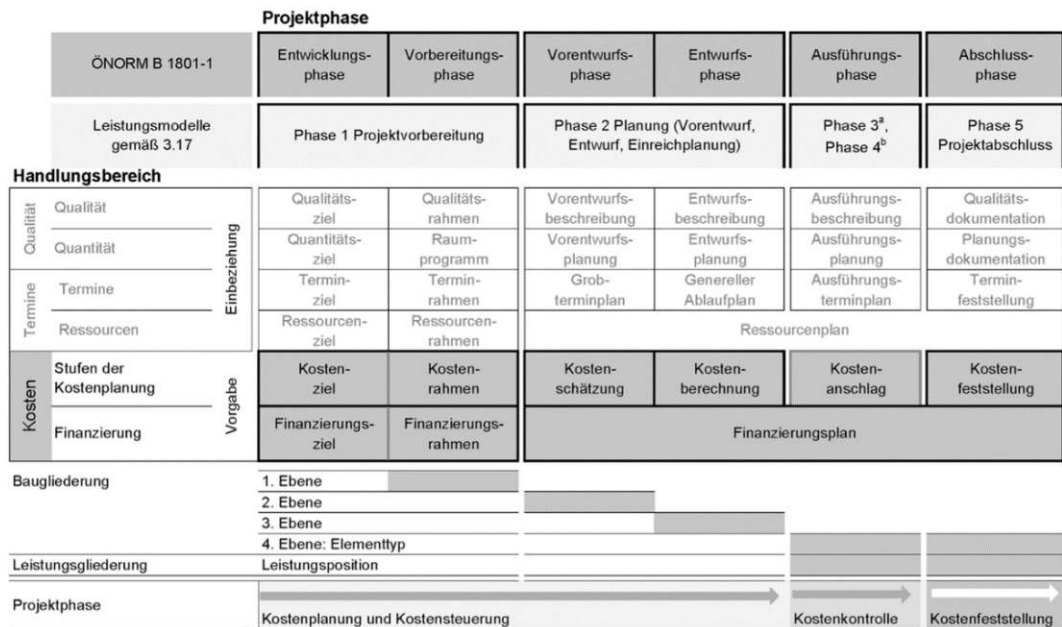 Projektphase
ÖNORM B 1801-1
Entwicklungs-
phase
Vorbereitungs-
phase
Vorentwurfs-
phase
Entwurfs-
phase
Ausführungs-
phase
Abschluss-
phase
Leistungsmodelle
gemäß 3.17
Phase 1 Projektvorbereitung
Phase 2 Planung (Vorentwurf,
Entwurf, Einreichplanung)
Phase 3ᵃ,
Phase 4ᵇ
Phase 5
Projektabschluss
Handlungsbereich
Qualität
Qualität
Einbeziehung
Qualitäts-
ziel
Qualitäts-
rahmen
Vorentwurfs-
beschreibung
Entwurfs-
beschreibung
Ausführungs-
beschreibung
Qualitäts-
dokumentation
Quantität
Quantitäts-
ziel
Raum-
programm
Vorentwurfs-
planung
Entwurfs-
planung
Ausführungs-
planung
Planungs-
dokumentation
Termine
Termine
Termin-
ziel
Termin-
rahmen
Grob-
terminplan
Genereller
Ablaufplan
Ausführungs-
terminplan
Termin-
feststellung
Ressourcen
Ressourcen-
ziel
Ressourcen-
rahmen
Ressourcenplan
Kosten
Stufen der
Kostenplanung
Vorgabe
Kosten-
ziel
Kosten-
rahmen
Kosten-
schätzung
Kosten-
berechnung
Kosten-
anschlag
Kosten-
feststellung
Finanzierung
Finanzierungs-
ziel
Finanzierungs-
rahmen
Finanzierungsplan
Baugliederung
1. Ebene
2. Ebene
3. Ebene
4. Ebene: Elementtyp
Leistungsgliederung
Leistungsposition
Projektphase
Kostenplanung und Kostensteuerung
Kostenkontrolle
Kostenfeststellung